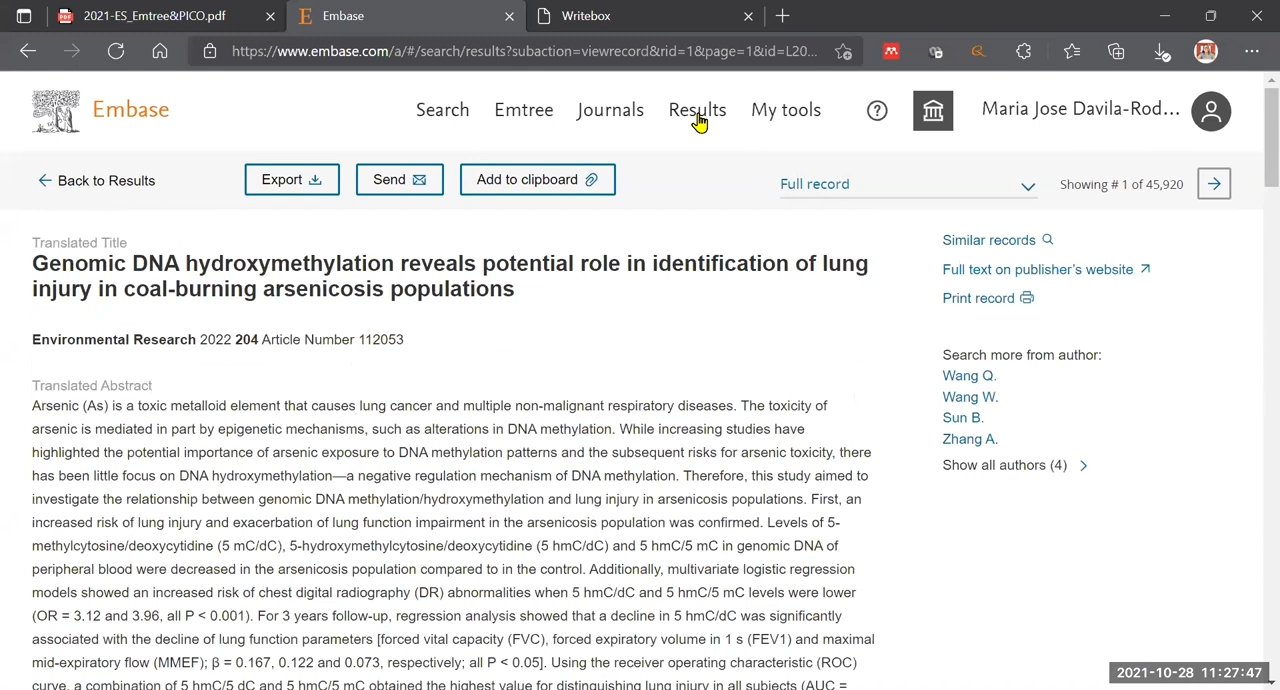 2021-ES_Emtree&PICO.pdf
Embase
Writebox
https://www.embase.com/a/#/search/results?subaction=viewrecord&rid=1&page=1&id=L20...
Embase
Search
Emtree
Journals
Results
My tools
Maria Jose Davila-Rod...
Back to Results
Export
Send
Add to clipboard
Full record
Showing # 1 of 45,920
Translated Title
Genomic DNA hydroxymethylation reveals potential role in identification of lung
injury in coal-burning arsenicosis populations
Environmental Research 2022 204 Article Number 112053
Translated Abstract
Arsenic (As) is a toxic metalloid element that causes lung cancer and multiple non-malignant respiratory diseases. The toxicity of
arsenic is mediated in part by epigenetic mechanisms, such as alterations in DNA methylation. While increasing studies have
highlighted the potential importance of arsenic exposure to DNA methylation patterns and the subsequent risks for arsenic toxicity, there
has been little focus on DNA hydroxymethylation—a negative regulation mechanism of DNA methylation. Therefore, this study aimed to
investigate the relationship between genomic DNA methylation/hydroxymethylation and lung injury in arsenicosis populations. First, an
increased risk of lung injury and exacerbation of lung function impairment in the arsenicosis population was confirmed. Levels of 5-
methylcytosine/deoxycytidine (5 mC/dC), 5-hydroxymethylcytosine/deoxycytidine (5 hmC/dC) and 5 hmC/5 mC in genomic DNA of
peripheral blood were decreased in the arsenicosis population compared to in the control. Additionally, multivariate logistic regression
models showed an increased risk of chest digital radiography (DR) abnormalities when 5 hmC/dC and 5 hmC/5 mC levels were lower
(OR = 3.12 and 3.96, all P < 0.001). For 3 years follow-up, regression analysis showed that a decline in 5 hmC/dC was significantly
associated with the decline of lung function parameters [forced vital capacity (FVC), forced expiratory volume in 1 s (FEV1) and maximal
mid-expiratory flow (MMEF); β = 0.167, 0.122 and 0.073, respectively; all P < 0.05]. Using the receiver operating characteristic (ROC)
curve, a combination of 5 hmC/5 dC and 5 hmC/5 mC obtained the highest value for distinguishing lung injury in all subjects (AUC =
Similar records
Full text on publisher's website
Print record
Search more from author:
Wang Q.
Wang W.
Sun B.
Zhang A.
Show all authors (4)
2021-10-28 11:27:47